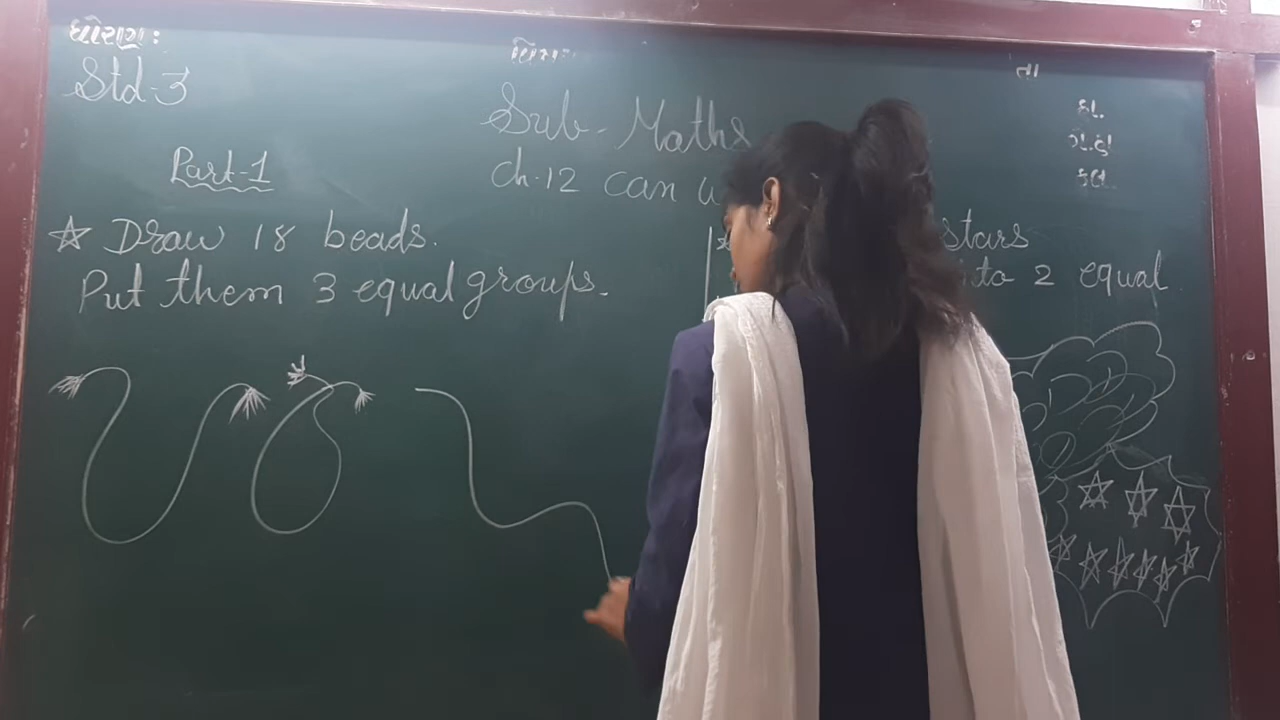 ધોરણ:
વિષય:
તા
Std-3
Sub-Maths
Part-1
ch.12 can w
☆ Draw 18 beads.
Put them 3 equal groups.
stars
to 2 equal